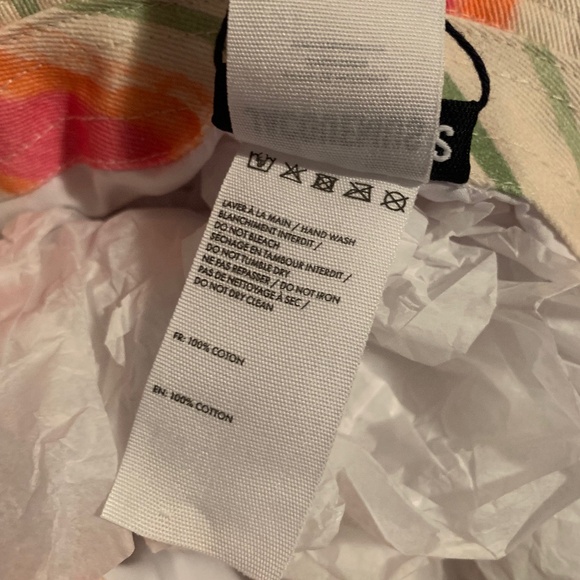 S
LAVER À LA MAIN / HAND WASH
BLANCHIMENT INTERDIT /
DO NOT BLEACH
SÉCHAGE EN TAMBOUR INTERDIT /
DO NOT TUMBLE DRY
NE PAS REPASSER / DO NOT IRON
PAS DE NETTOYAGE À SEC /
DO NOT DRY CLEAN
FR: 100% COTON
EN: 100% COTTON